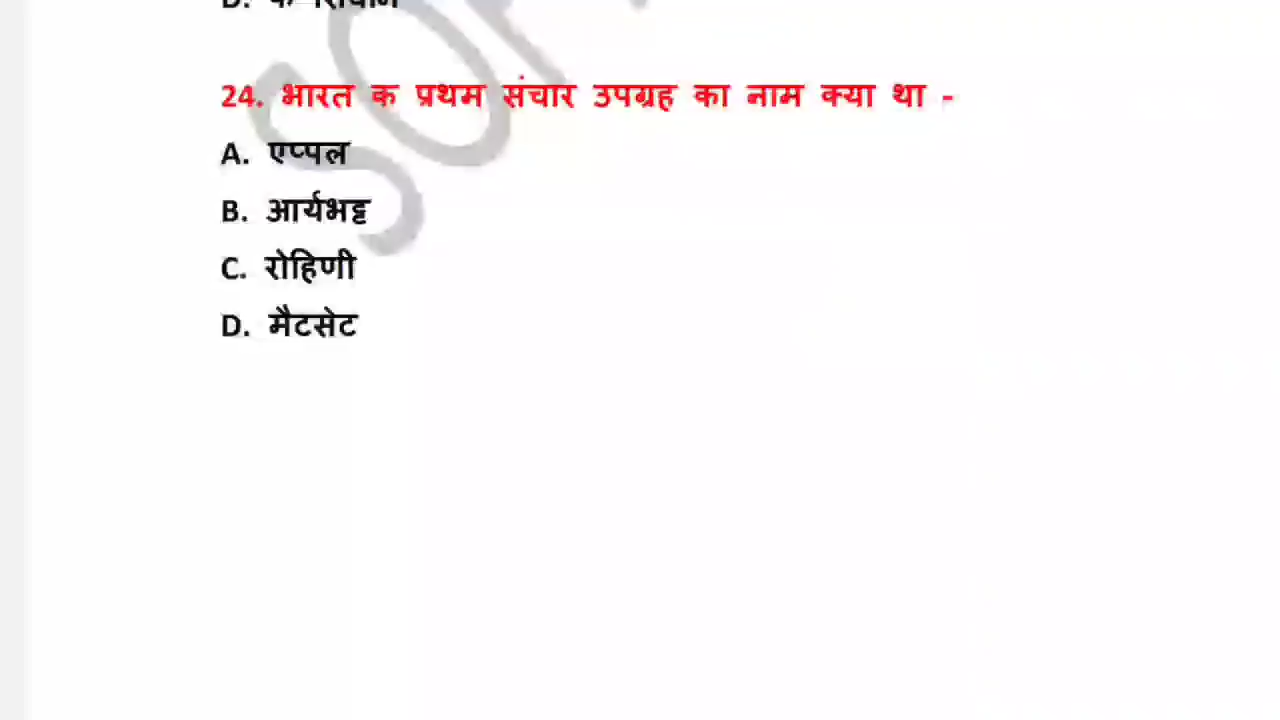 24. भारत क प्रथम संचार उपग्रह का नाम क्या था -
A. एप्पल
B. आर्यभट्ट
C. रोहिणी
D. मैटसेट